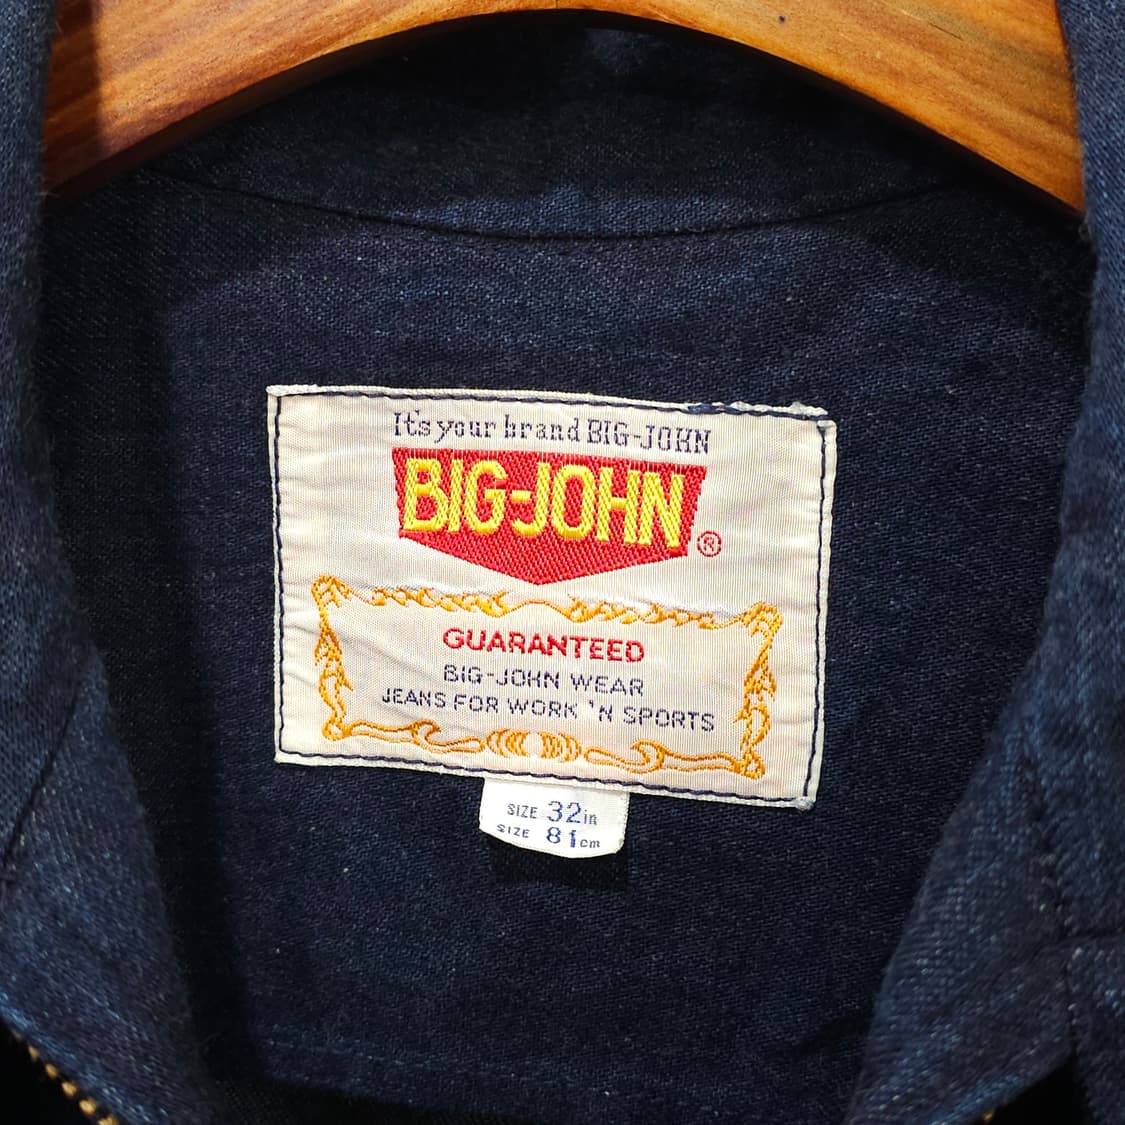 It's your brand BIG-JOHN
BIG-JOHN ®
GUARANTEED
BIG-JOHN WEAR
JEANS FOR WORK 'N SPORTS
SIZE 32in
SIZE 81cm